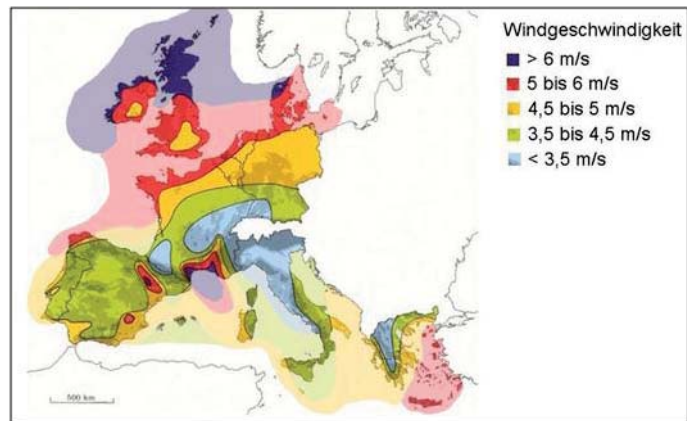 Windgeschwindigkeit
> 6 m/s
5 bis 6 m/s
4,5 bis 5 m/s
3,5 bis 4,5 m/s
< 3,5 m/s
500 km